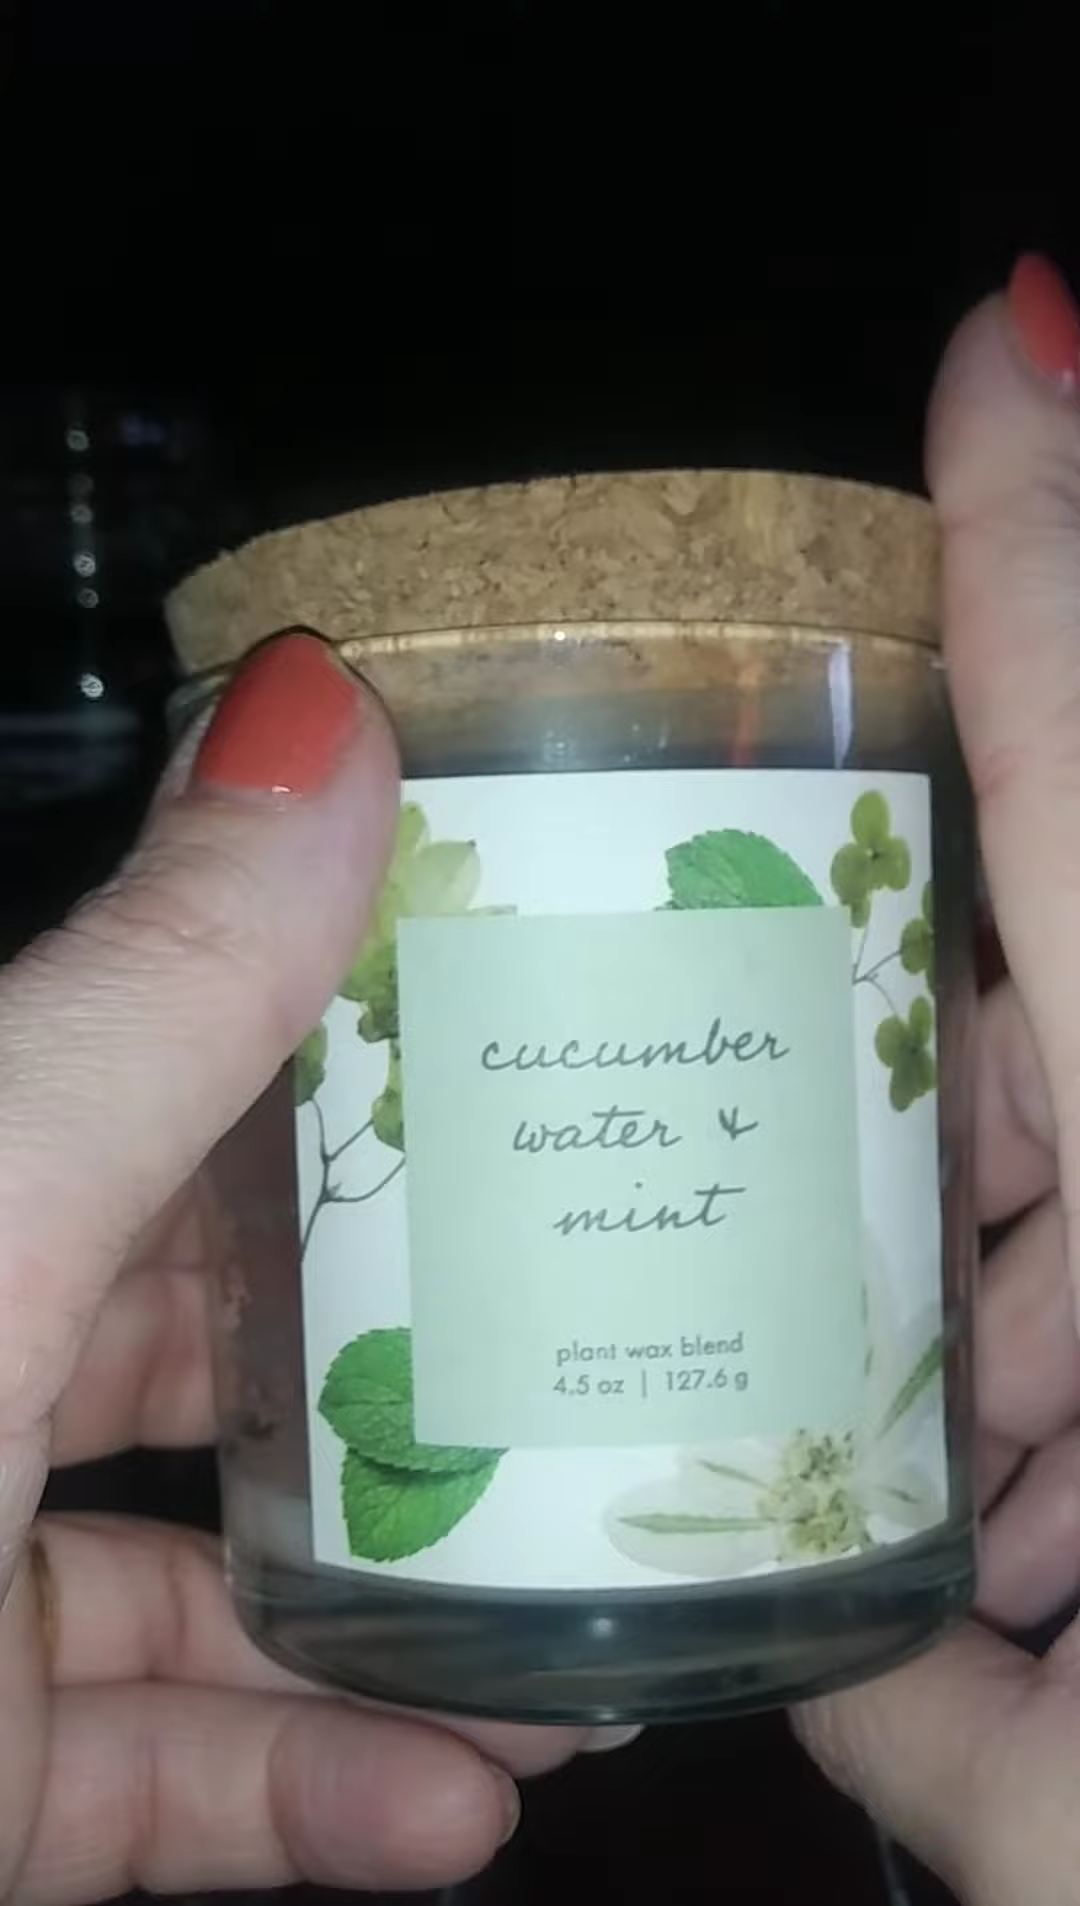 cucumber
water &
mint
plant wax blend
4.5 oz | 127.6 g